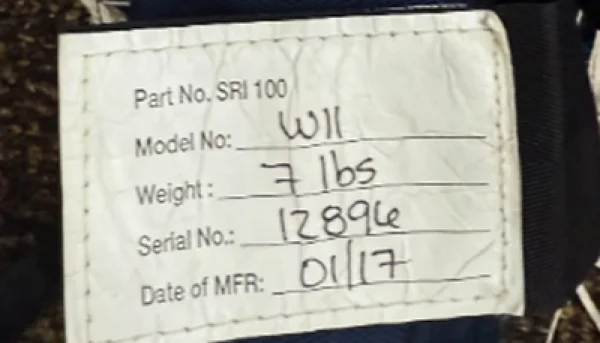 Part No. SRI 100
Model No: W11
Weight: 7 lbs
Serial No.: 12896
Date of MFR: 01/17